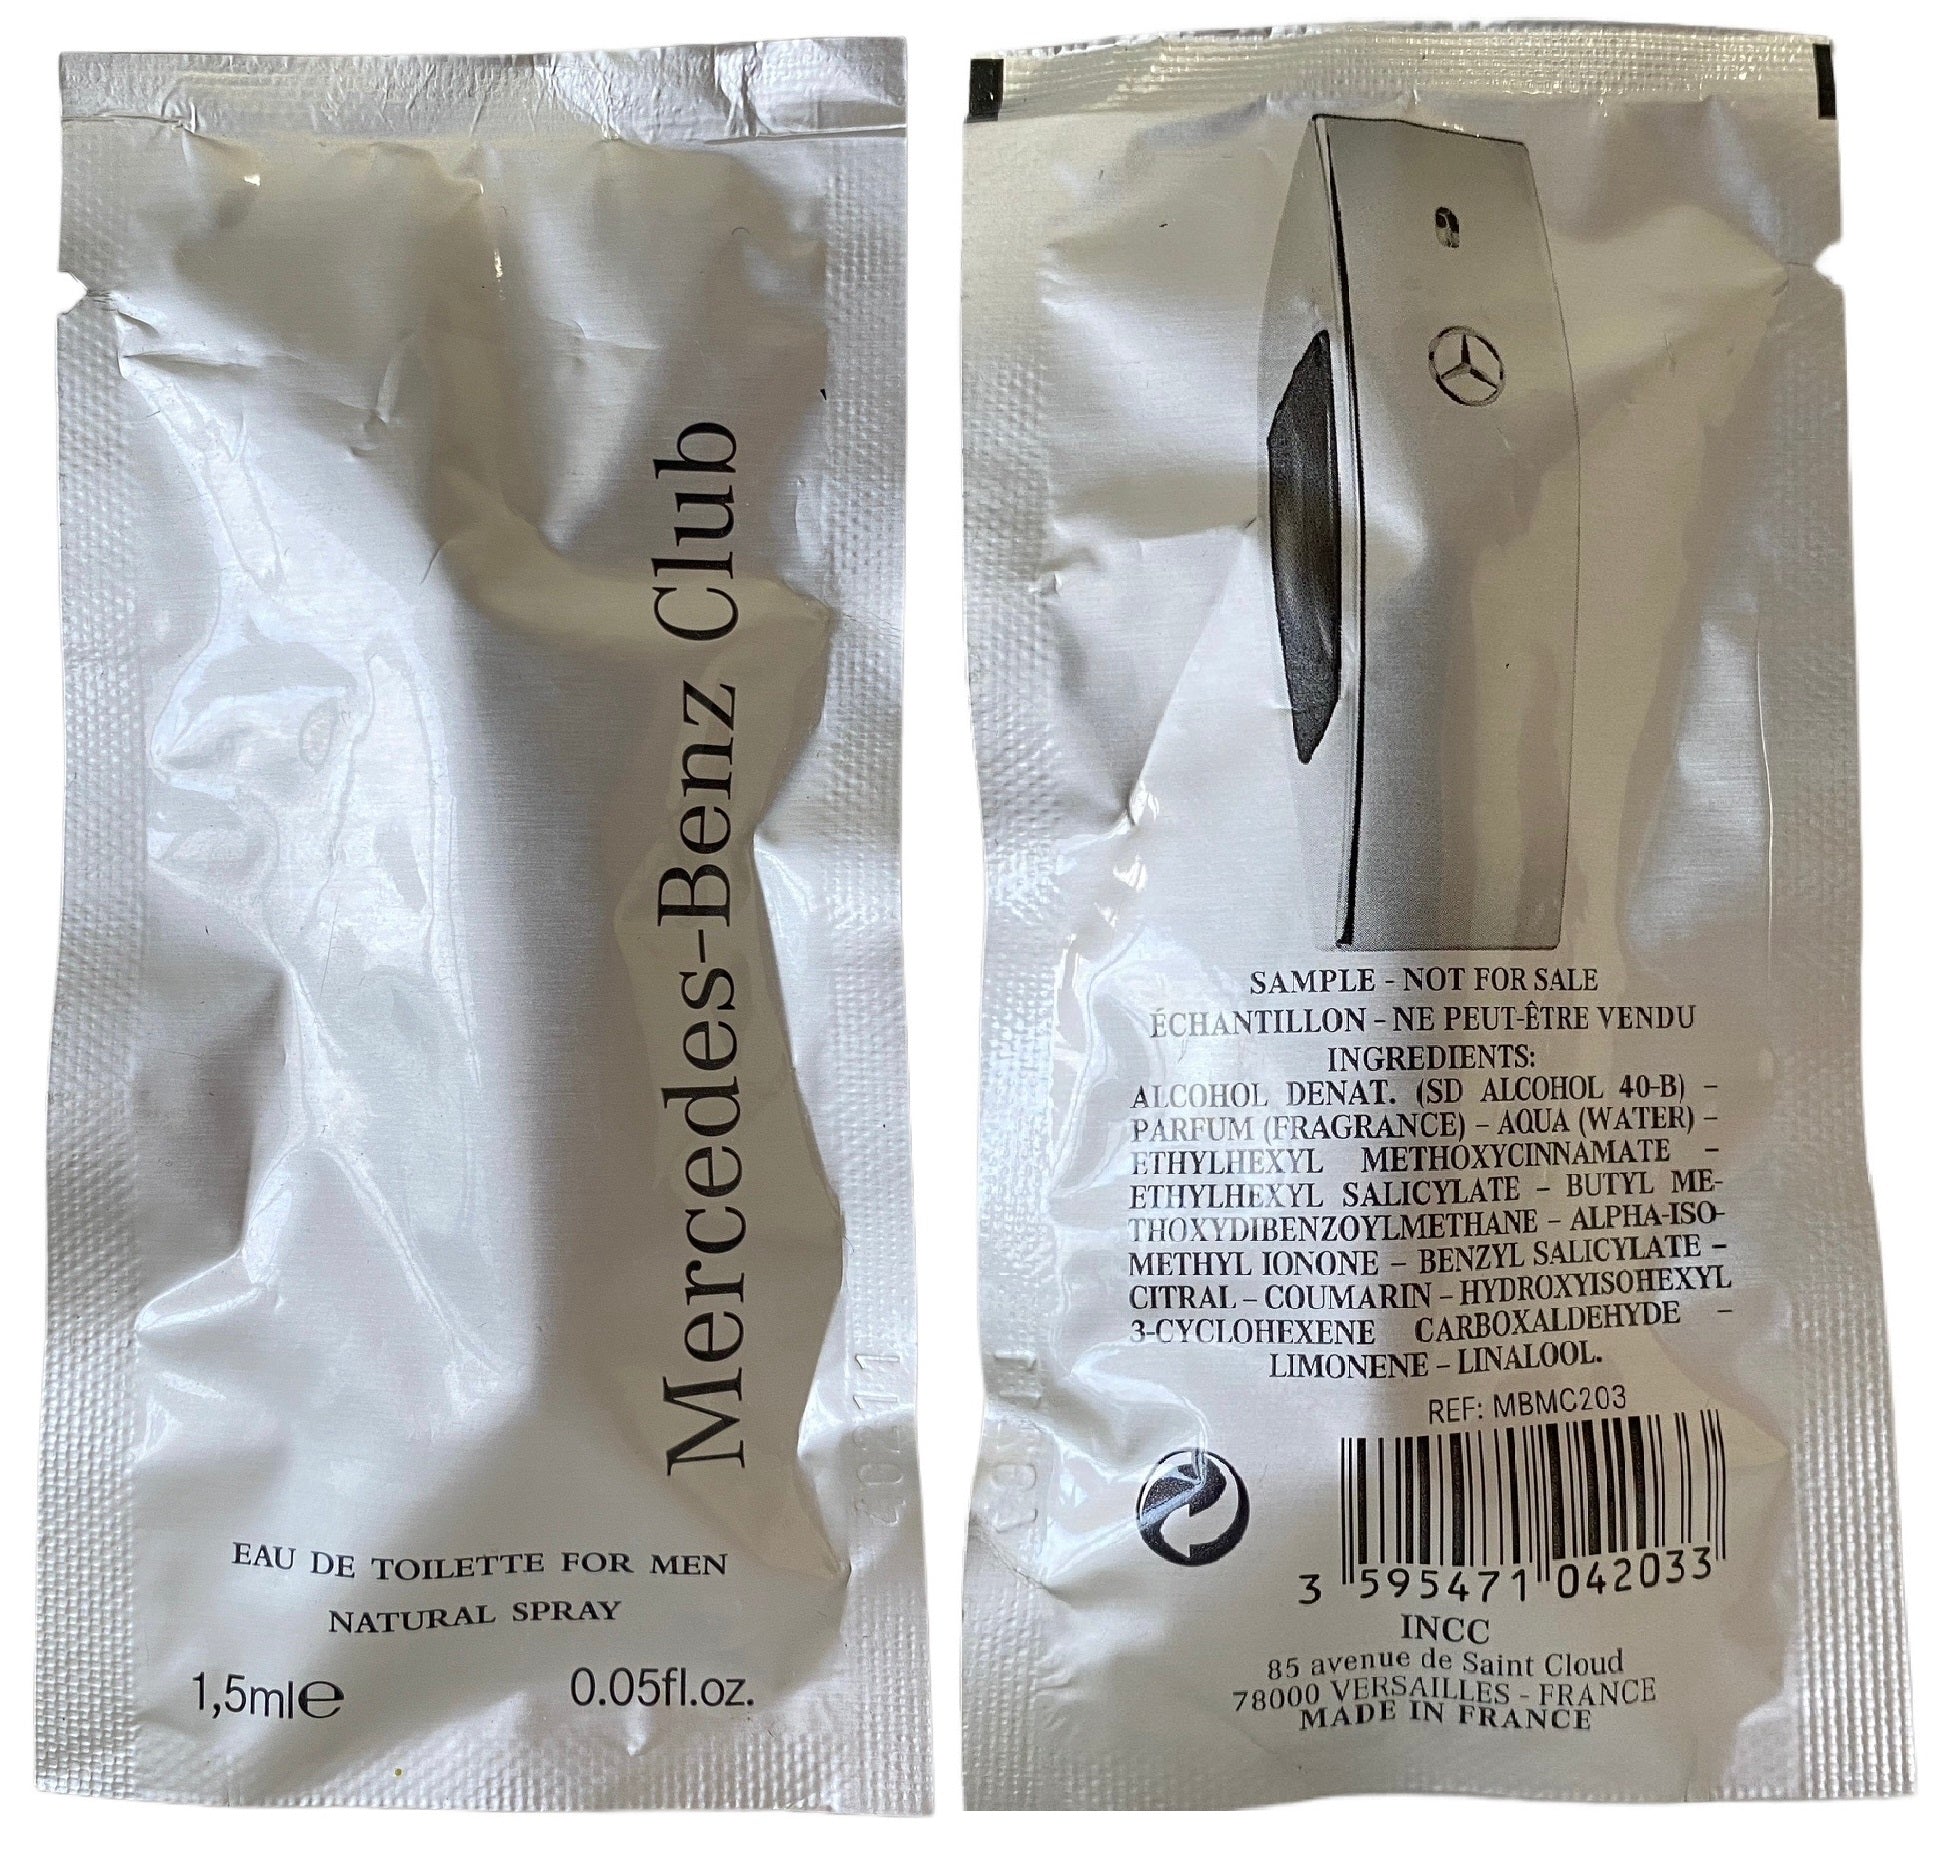 Mercedes-Benz Club
EAU DE TOILETTE FOR MEN
NATURAL SPRAY
1,5ml℮
0.05fl.oz.
SAMPLE - NOT FOR SALE
ÉCHANTILLON - NE PEUT-ÊTRE VENDU
INGREDIENTS:
ALCOHOL DENAT. (SD ALCOHOL 40-B) –
PARFUM (FRAGRANCE) – AQUA (WATER) –
ETHYLHEXYL METHOXYCINNAMATE –
ETHYLHEXYL SALICYLATE – BUTYL ME-
THOXYDIBENZOYLMETHANE – ALPHA-ISO-
METHYL IONONE – BENZYL SALICYLATE –
CITRAL – COUMARIN – HYDROXYISOHEXYL
3-CYCLOHEXENE CARBOXALDEHYDE –
LIMONENE – LINALOOL.
REF: MBMC203
3 595471 042033
INCC
85 avenue de Saint Cloud
78000 VERSAILLES - FRANCE
MADE IN FRANCE